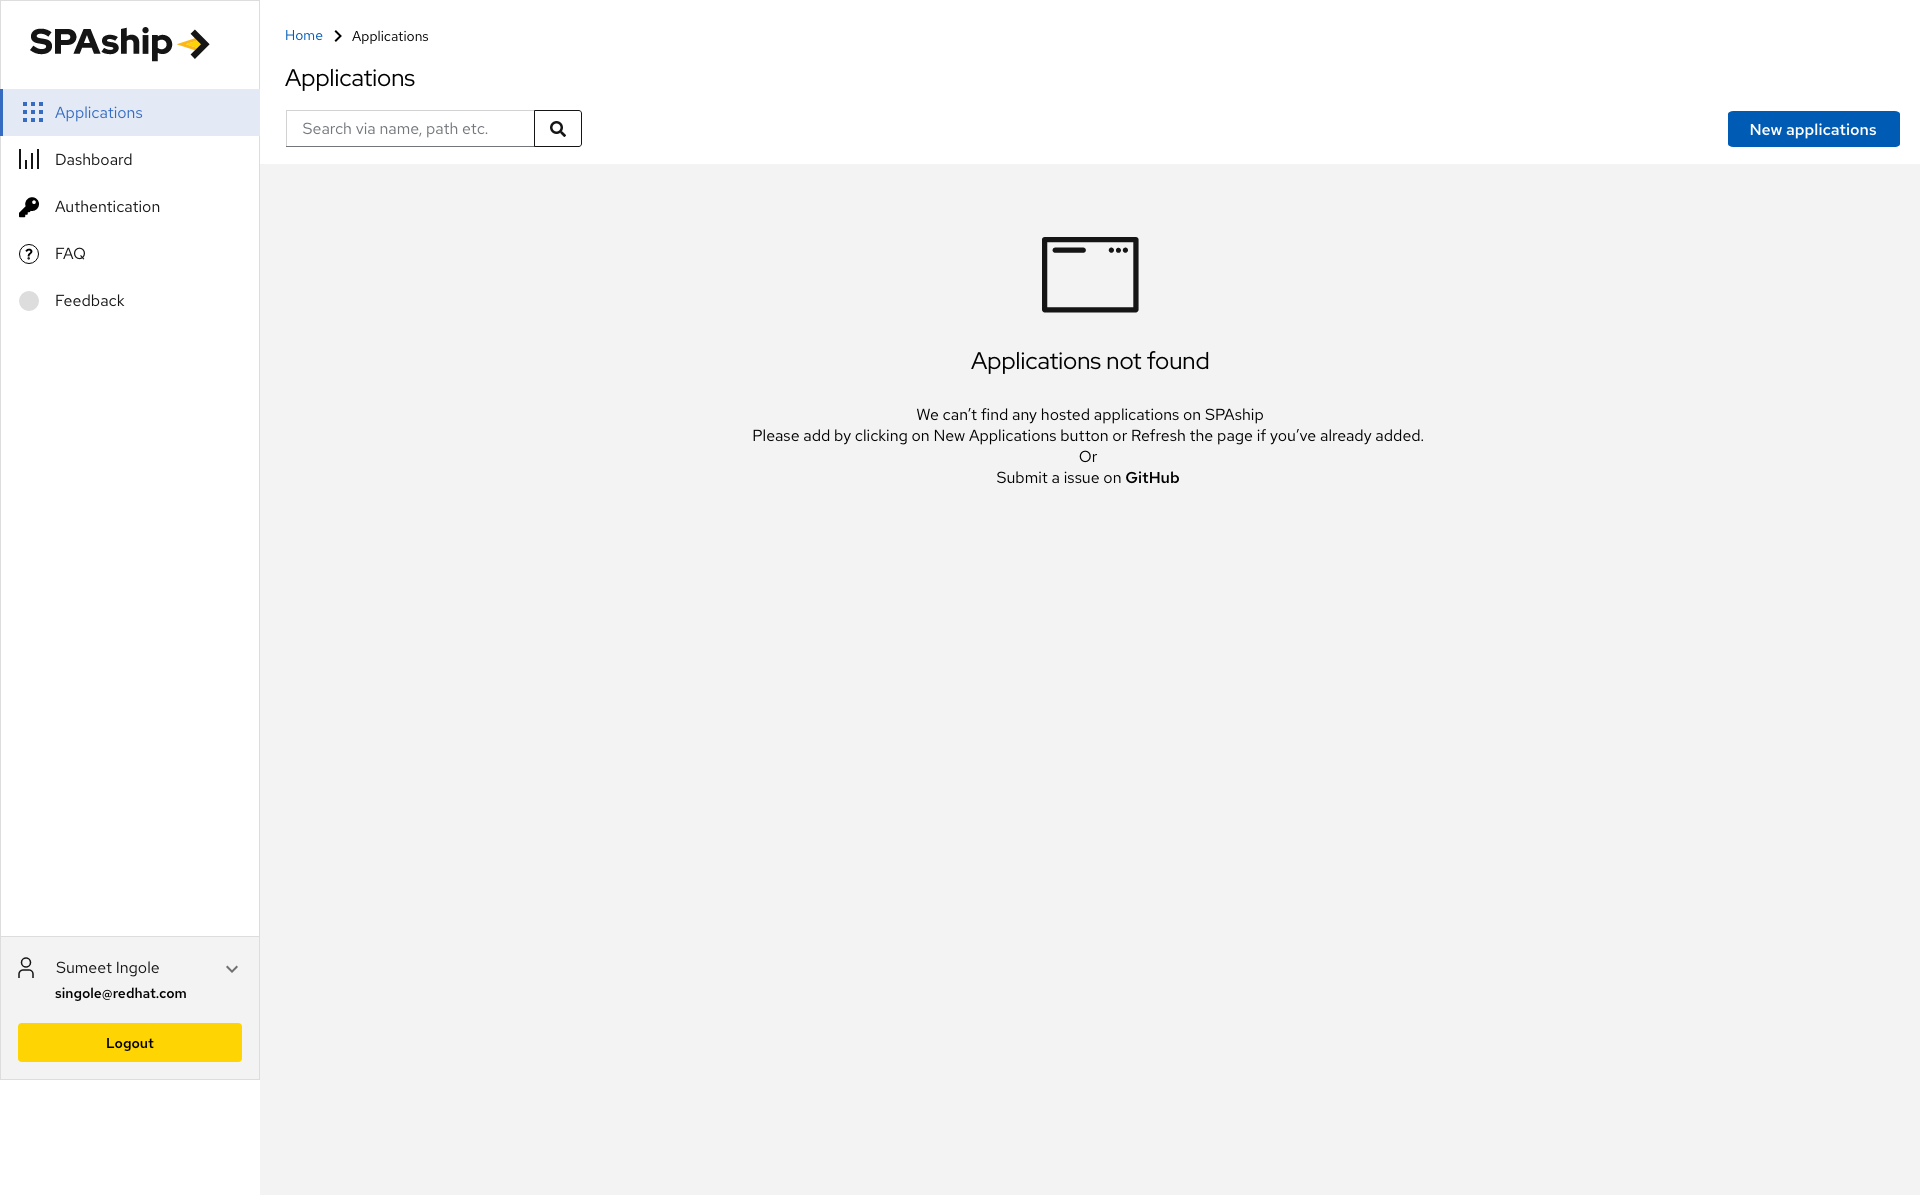 SPAship
Applications
Dashboard
Authentication
FAQ
Feedback
Sumeet Ingole
singole@redhat.com
Logout
Home
Applications
Applications
Search via name, path etc.
New applications
Applications not found
We can’t find any hosted applications on SPAship
Please add by clicking on New Applications button or Refresh the page if you’ve already added.
Or
Submit a issue on GitHub